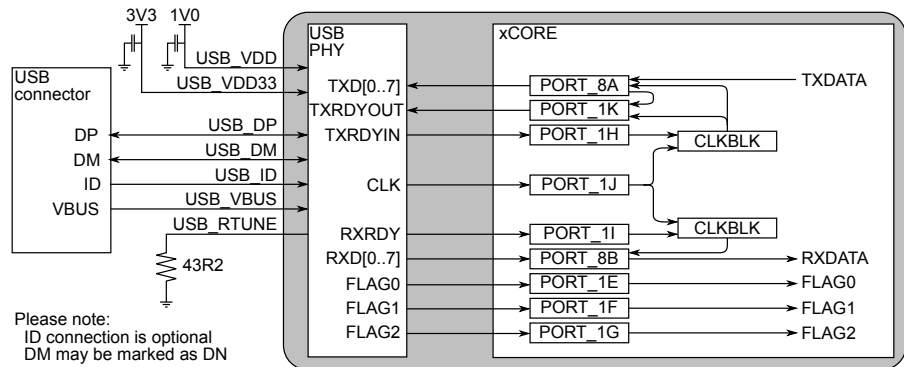 3V3 1V0
USB
PHY
xCORE
USB
connector
USB_VDD
USB_VDD33
TXD[0..7]
PORT_8A
TXDATA
TXRDYOUT
PORT_1K
DP
USB_DP
TXRDYIN
PORT_1H
CLKBLK
DM
USB_DM
ID
USB_ID
CLK
PORT_1J
VBUS
USB_VBUS
USB_RTUNE
RXRDY
PORT_1I
CLKBLK
43R2
RXD[0..7]
PORT_8B
RXDATA
FLAG0
PORT_1E
FLAG0
FLAG1
PORT_1F
FLAG1
FLAG2
PORT_1G
FLAG2
Please note:
ID connection is optional
DM may be marked as DN